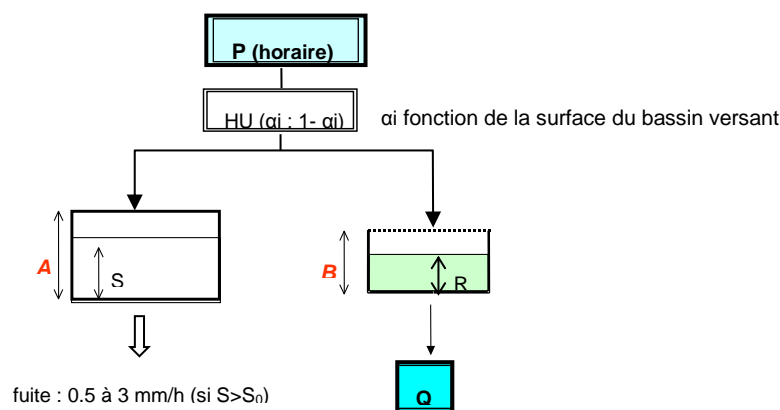 P (horaire)
HU (αi ; 1- αi)
αi fonction de la surface du bassin versant
A
S
B
R
fuite : 0.5 à 3 mm/h (si S>S₀)
Q